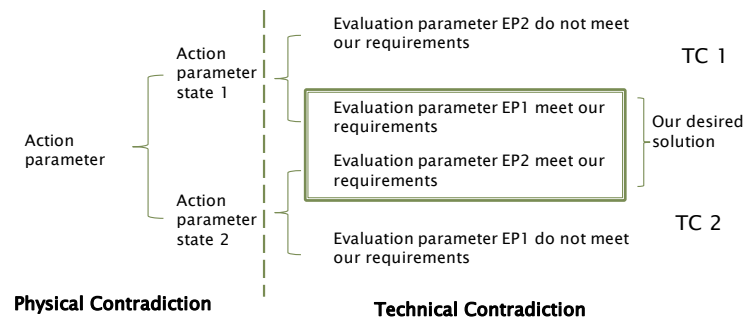 Evaluation parameter EP2 do not meet
our requirements
TC 1
Action
parameter
state 1
Evaluation parameter EP1 meet our
requirements
Our desired
solution
Action
parameter
Evaluation parameter EP2 meet our
requirements
Action
parameter
state 2
TC 2
Evaluation parameter EP1 do not meet
our requirements
Physical Contradiction
Technical Contradiction